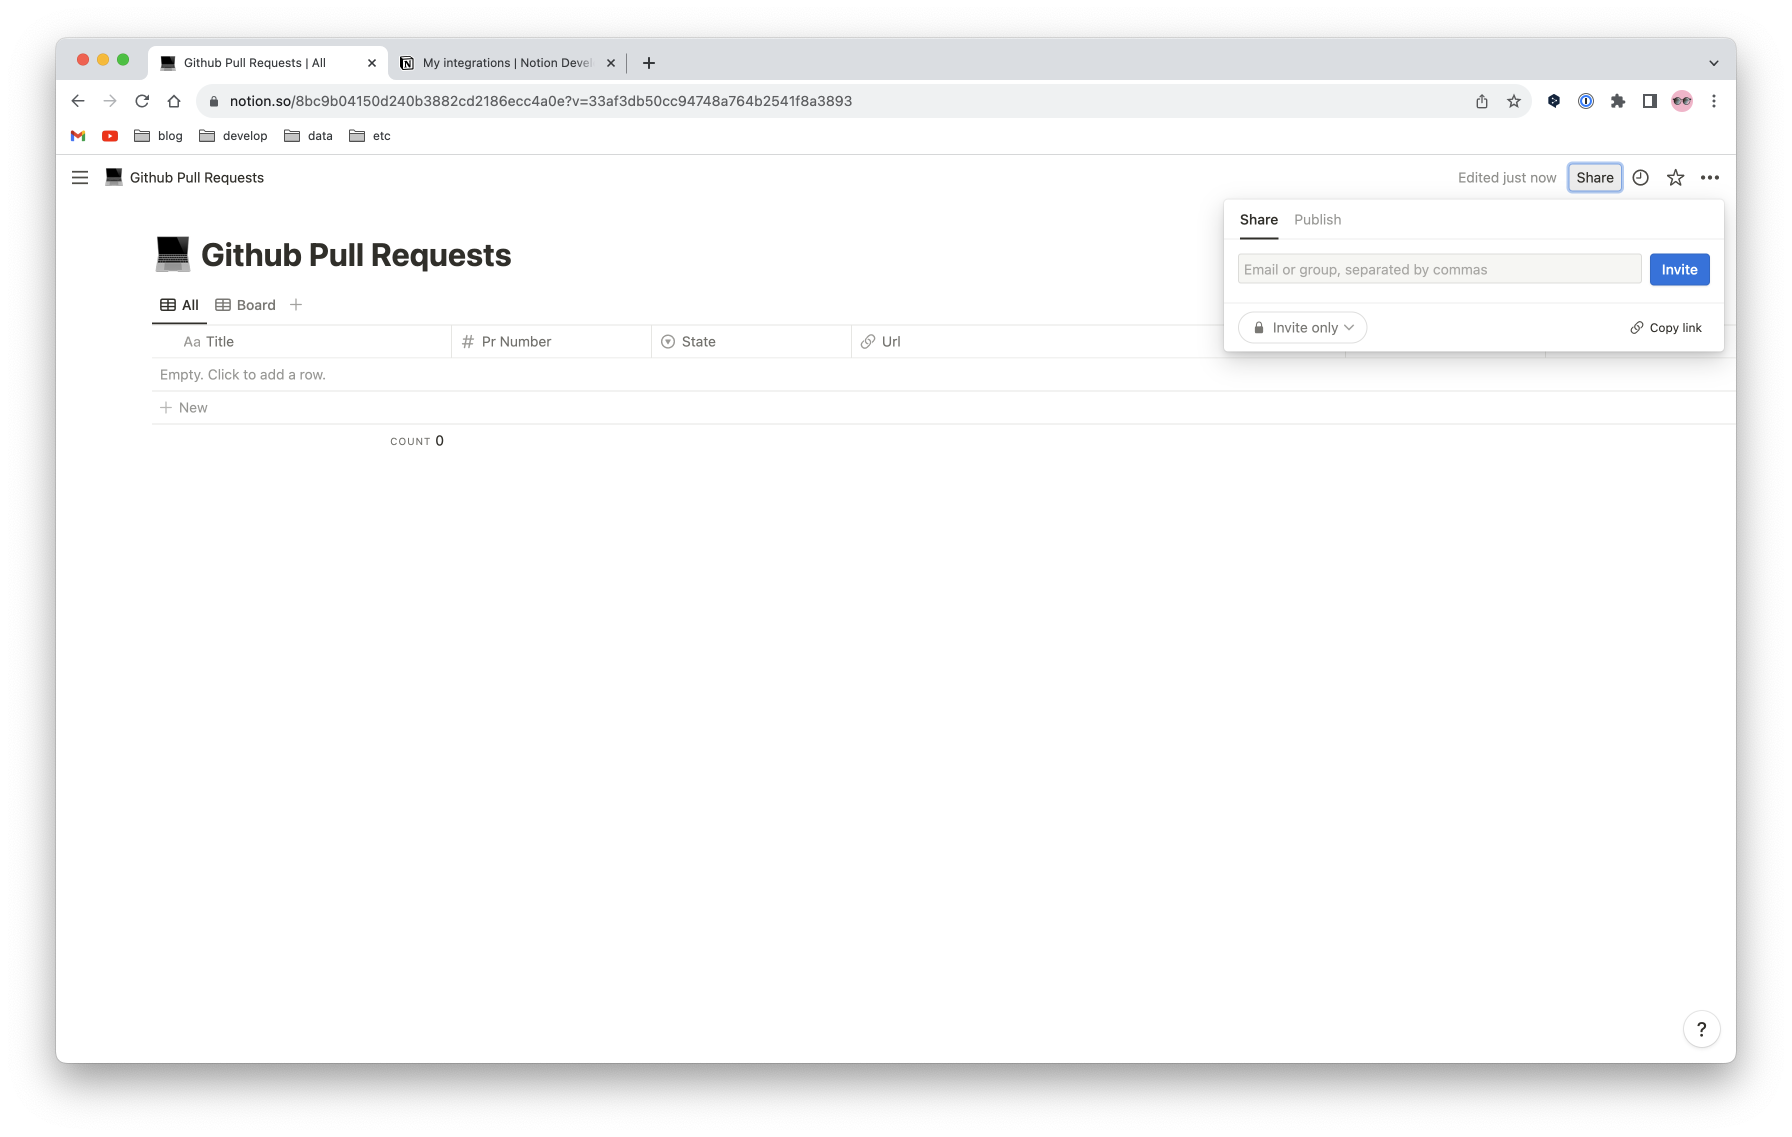 Github Pull Requests | All
My integrations | Notion Devel
notion.so/8bc9b04150d240b3882cd2186ecc4a0e?v=33af3db50cc94748a764b2541f8a3893
blog develop data etc
Github Pull Requests
Edited just now Share
Share Publish
Email or group, separated by commas Invite
Invite only Copy link
Github Pull Requests
All Board +
Aa Title # Pr Number State Url
Empty. Click to add a row.
+ New
COUNT 0
?